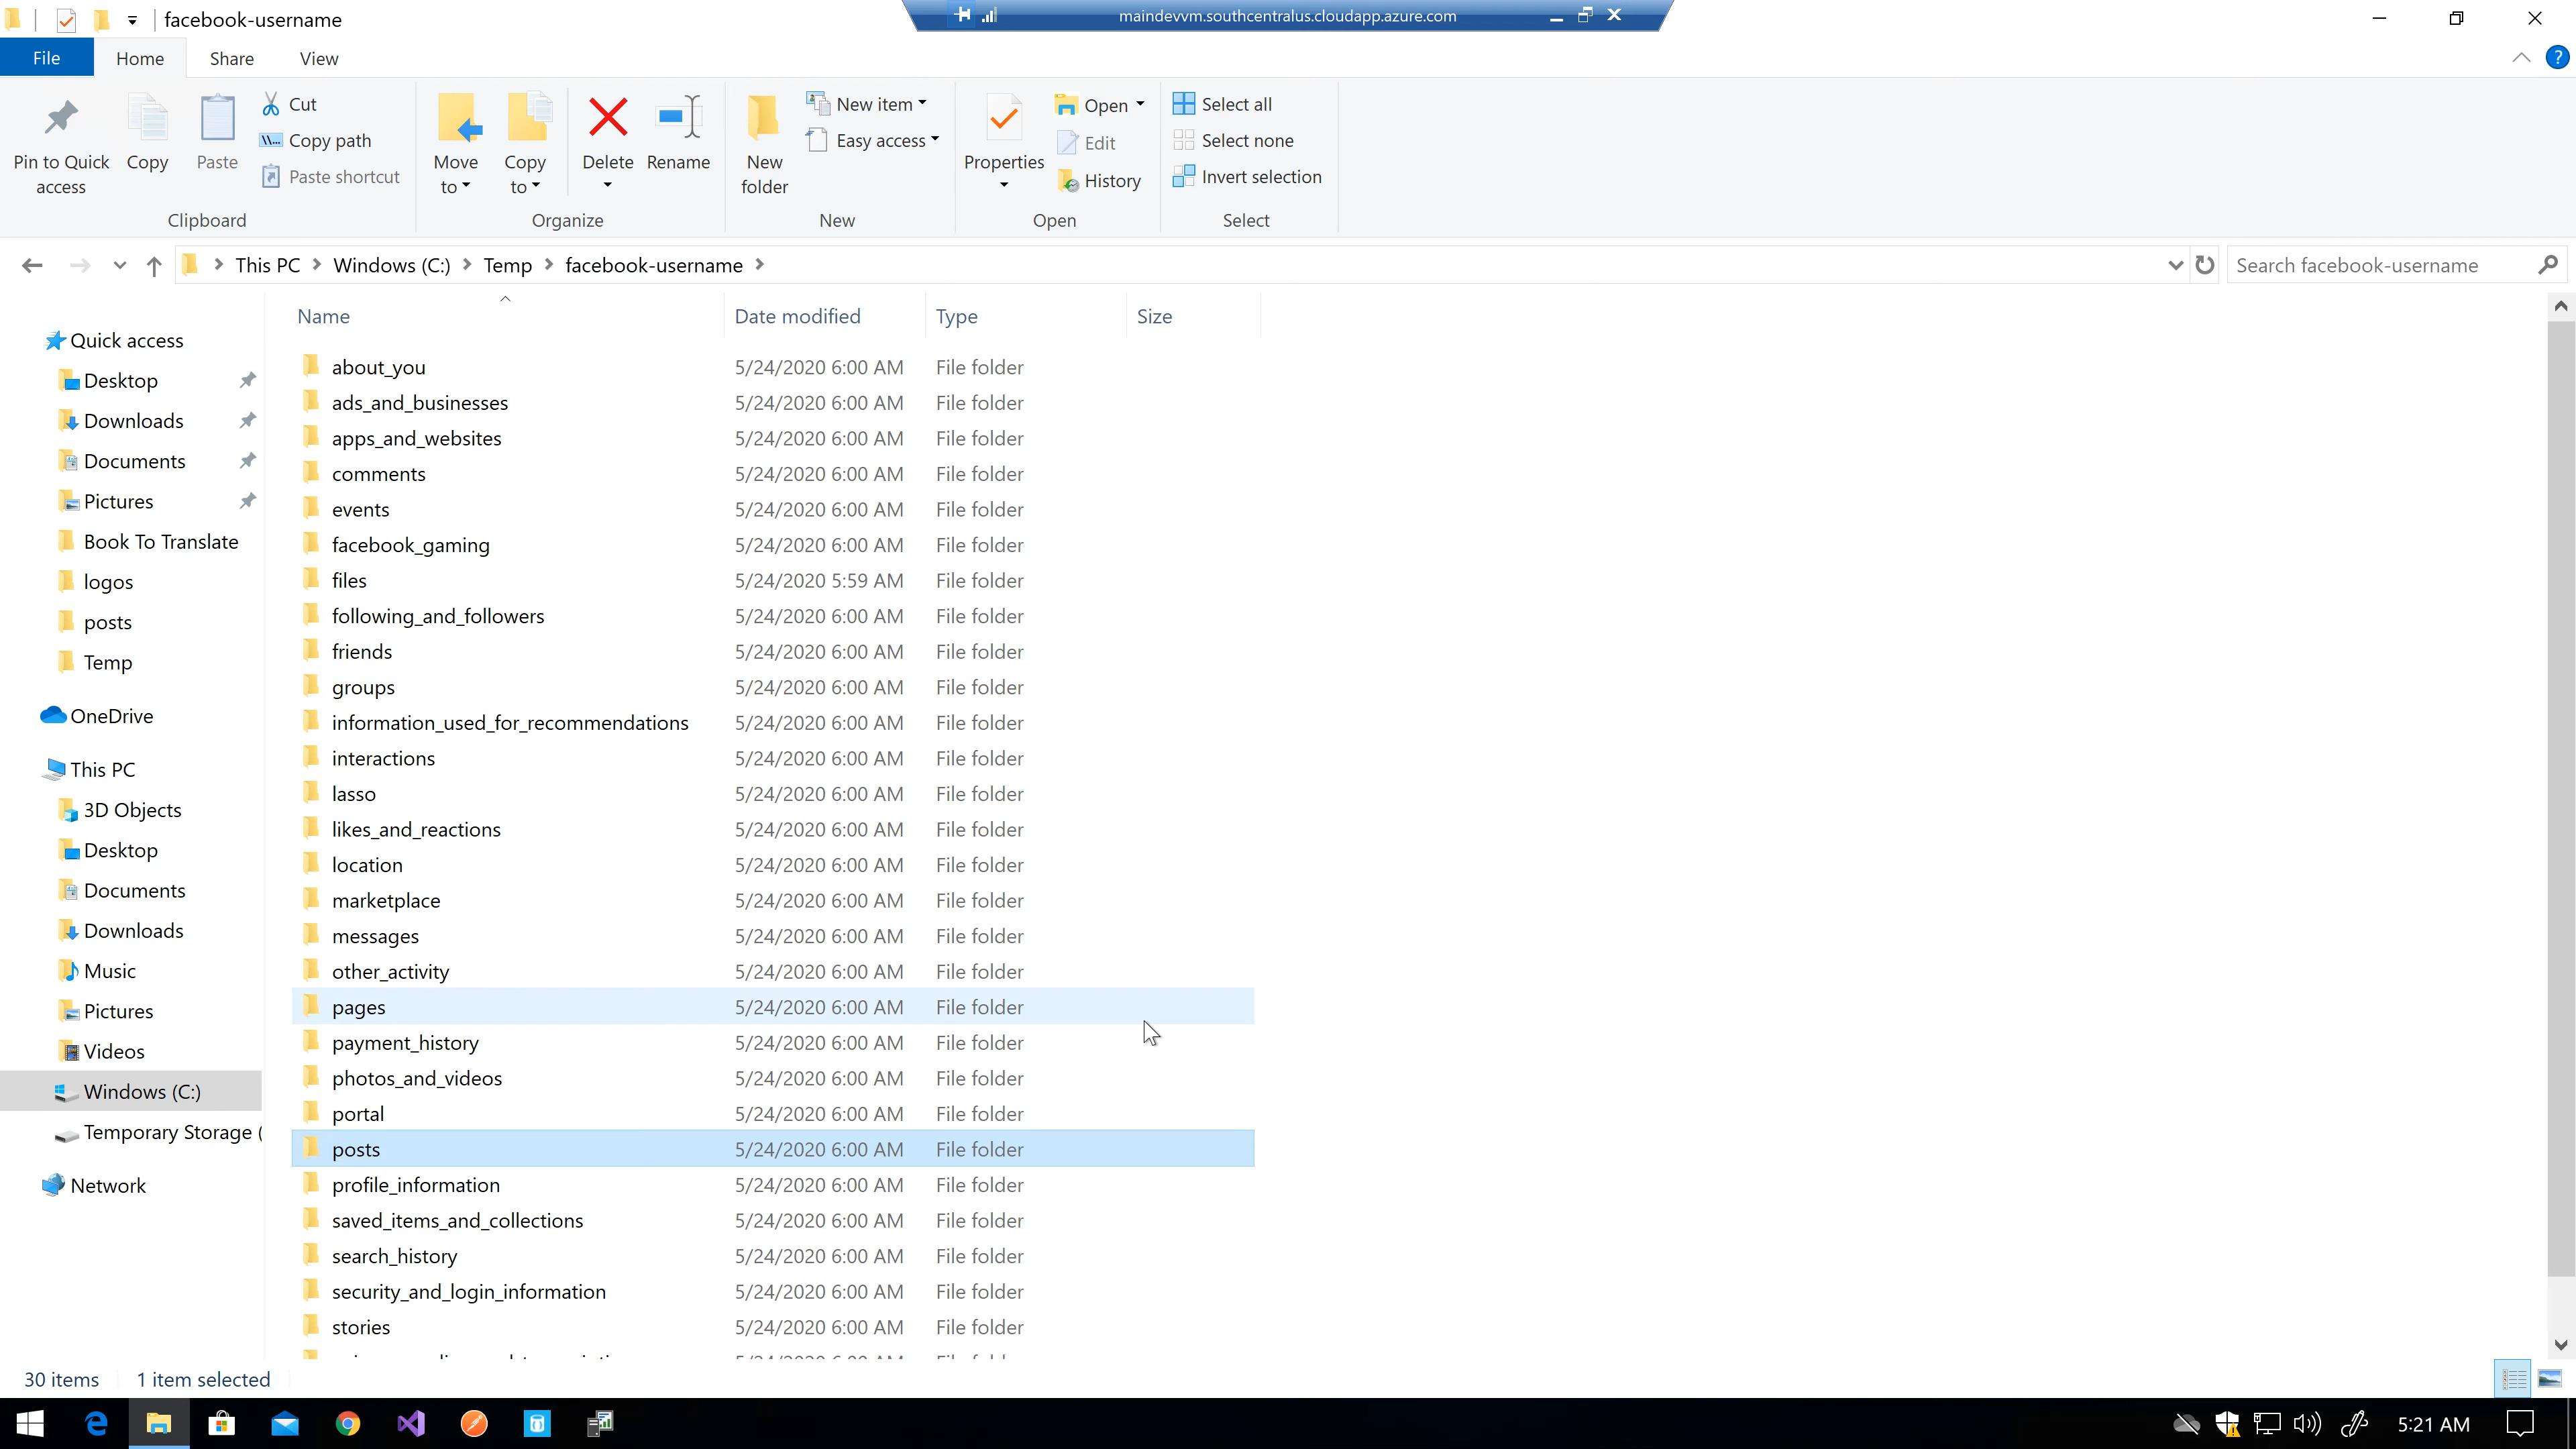 facebook-username
maindevvm.southcentralus.cloudapp.azure.com
File Home Share View
Pin to Quick access
Copy
Paste
Cut
Copy path
Paste shortcut
Clipboard
Move to
Copy to
Delete
Rename
Organize
New folder
New item
Easy access
New
Properties
Open
Edit
History
Open
Select all
Select none
Invert selection
Select
This PC Windows (C:) Temp facebook-username
Search facebook-username
Quick access
Desktop
Downloads
Documents
Pictures
Book To Translate
logos
posts
Temp
OneDrive
This PC
3D Objects
Desktop
Documents
Downloads
Music
Pictures
Videos
Windows (C:)
Temporary Storage (
Network
Name Date modified Type Size
about_you 5/24/2020 6:00 AM File folder
ads_and_businesses 5/24/2020 6:00 AM File folder
apps_and_websites 5/24/2020 6:00 AM File folder
comments 5/24/2020 6:00 AM File folder
events 5/24/2020 6:00 AM File folder
facebook_gaming 5/24/2020 6:00 AM File folder
files 5/24/2020 5:59 AM File folder
following_and_followers 5/24/2020 6:00 AM File folder
friends 5/24/2020 6:00 AM File folder
groups 5/24/2020 6:00 AM File folder
information_used_for_recommendations 5/24/2020 6:00 AM File folder
interactions 5/24/2020 6:00 AM File folder
lasso 5/24/2020 6:00 AM File folder
likes_and_reactions 5/24/2020 6:00 AM File folder
location 5/24/2020 6:00 AM File folder
marketplace 5/24/2020 6:00 AM File folder
messages 5/24/2020 6:00 AM File folder
other_activity 5/24/2020 6:00 AM File folder
pages 5/24/2020 6:00 AM File folder
payment_history 5/24/2020 6:00 AM File folder
photos_and_videos 5/24/2020 6:00 AM File folder
portal 5/24/2020 6:00 AM File folder
posts 5/24/2020 6:00 AM File folder
profile_information 5/24/2020 6:00 AM File folder
saved_items_and_collections 5/24/2020 6:00 AM File folder
search_history 5/24/2020 6:00 AM File folder
security_and_login_information 5/24/2020 6:00 AM File folder
stories 5/24/2020 6:00 AM File folder
30 items 1 item selected
5:21 AM